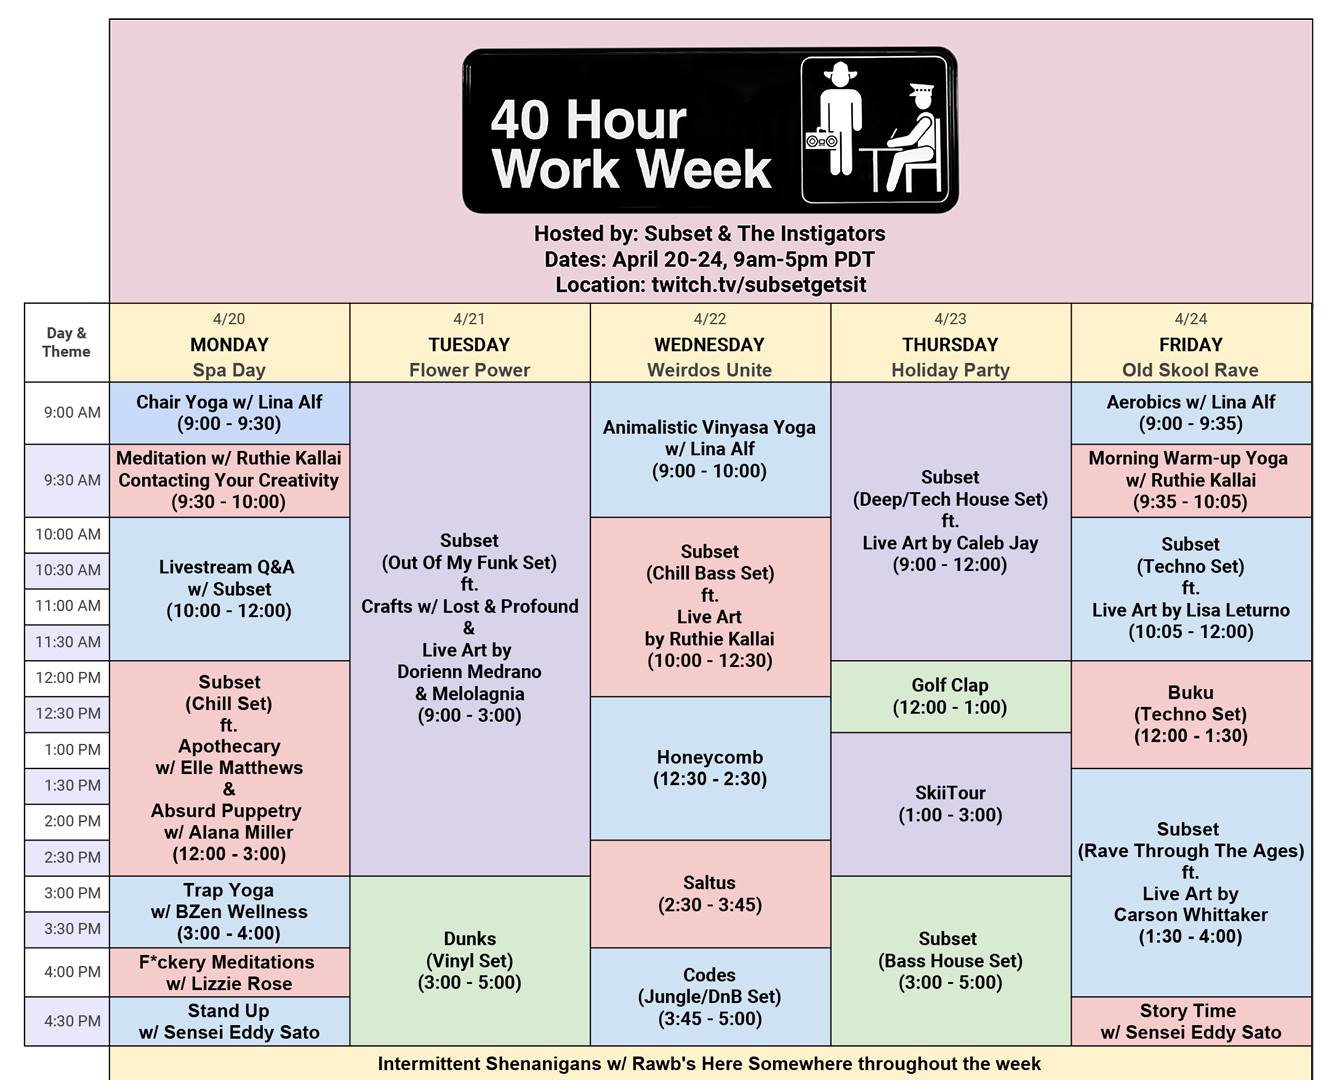 40 Hour
Work Week
Hosted by: Subset & The Instigators
Dates: April 20-24, 9am-5pm PDT
Location: twitch.tv/subsetgetsit
Day &
Theme
4/20
MONDAY
Spa Day
4/21
TUESDAY
Flower Power
4/22
WEDNESDAY
Weirdos Unite
4/23
THURSDAY
Holiday Party
4/24
FRIDAY
Old Skool Rave
9:00 AM
9:30 AM
10:00 AM
10:30 AM
11:00 AM
11:30 AM
12:00 PM
12:30 PM
1:00 PM
1:30 PM
2:00 PM
2:30 PM
3:00 PM
3:30 PM
4:00 PM
4:30 PM
Chair Yoga w/ Lina Alf
(9:00 - 9:30)
Meditation w/ Ruthie Kallai
Contacting Your Creativity
(9:30 - 10:00)
Livestream Q&A
w/ Subset
(10:00 - 12:00)
Subset
(Chill Set)
ft.
Apothecary
w/ Elle Matthews
&
Absurd Puppetry
w/ Alana Miller
(12:00 - 3:00)
Trap Yoga
w/ BZen Wellness
(3:00 - 4:00)
F*ckery Meditations
w/ Lizzie Rose
Stand Up
w/ Sensei Eddy Sato
Subset
(Out Of My Funk Set)
ft.
Crafts w/ Lost & Profound
&
Live Art by
Dorienn Medrano
& Melolagnia
(9:00 - 3:00)
Dunks
(Vinyl Set)
(3:00 - 5:00)
Animalistic Vinyasa Yoga
w/ Lina Alf
(9:00 - 10:00)
Subset
(Chill Bass Set)
ft.
Live Art
by Ruthie Kallai
(10:00 - 12:30)
Honeycomb
(12:30 - 2:30)
Saltus
(2:30 - 3:45)
Codes
(Jungle/DnB Set)
(3:45 - 5:00)
Subset
(Deep/Tech House Set)
ft.
Live Art by Caleb Jay
(9:00 - 12:00)
Golf Clap
(12:00 - 1:00)
SkiiTour
(1:00 - 3:00)
Subset
(Bass House Set)
(3:00 - 5:00)
Aerobics w/ Lina Alf
(9:00 - 9:35)
Morning Warm-up Yoga
w/ Ruthie Kallai
(9:35 - 10:05)
Subset
(Techno Set)
ft.
Live Art by Lisa Leturno
(10:05 - 12:00)
Buku
(Techno Set)
(12:00 - 1:30)
Subset
(Rave Through The Ages)
ft.
Live Art by
Carson Whittaker
(1:30 - 4:00)
Story Time
w/ Sensei Eddy Sato
Intermittent Shenanigans w/ Rawb's Here Somewhere throughout the week